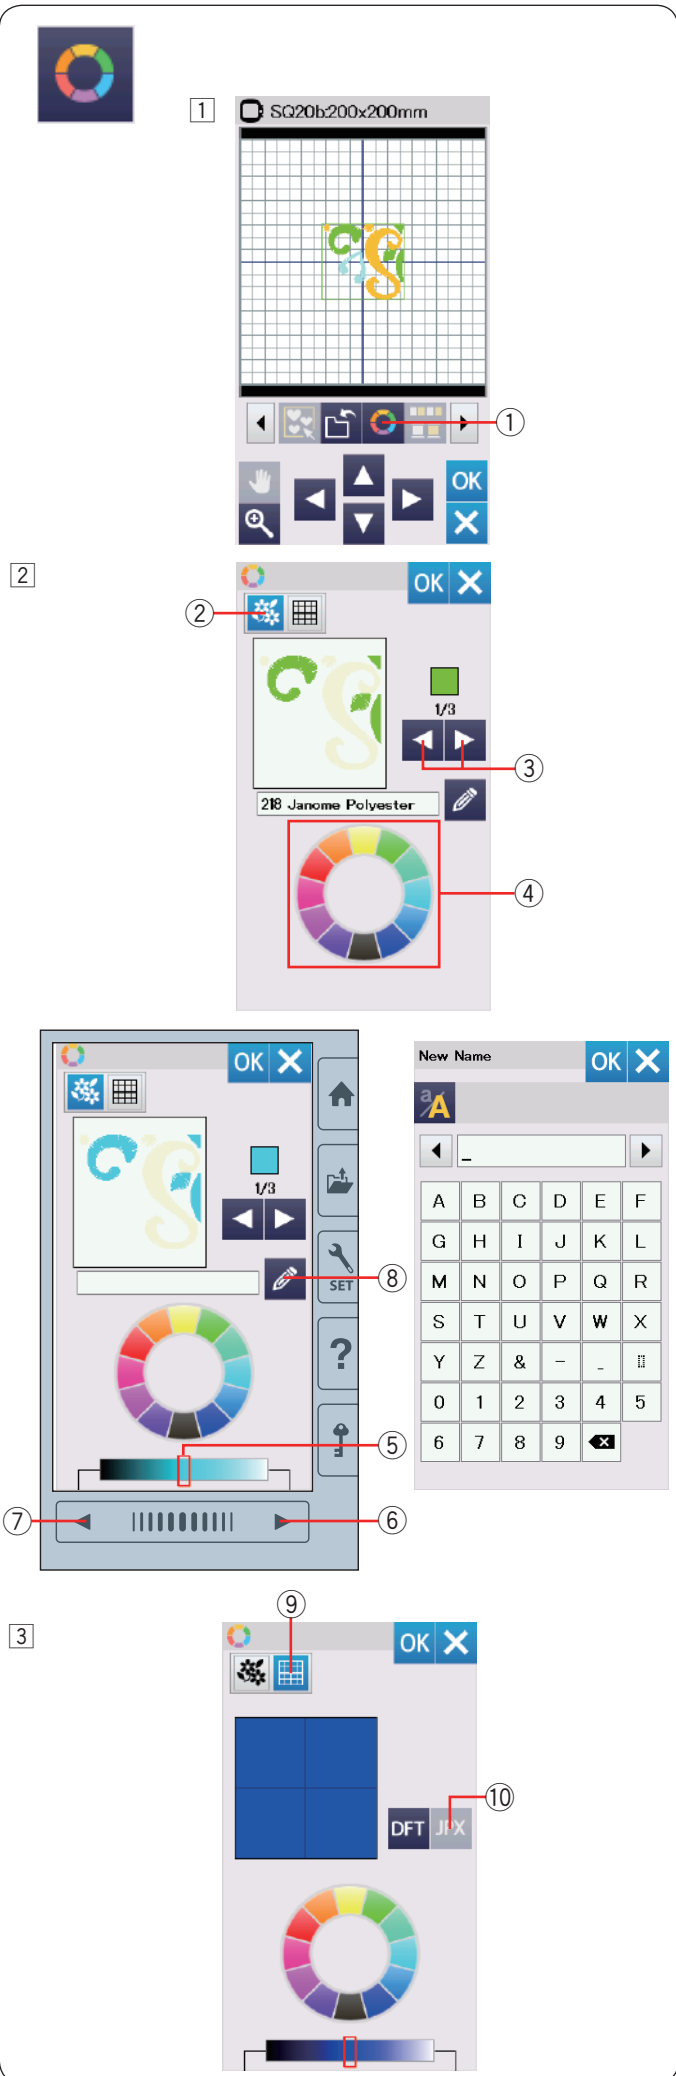 1
SQ20b:200x200mm
①
OK
2
OK
②
1/3
③
218 Janome Polyester
④
OK
1/3
SET
?
⑧
⑤
⑦
⑥
New Name
OK
a/A
_
A B C D E F
G H I J K L
M N O P Q R
S T U V W X
Y Z & – _
0 1 2 3 4 5
6 7 8 9
⑨
3
OK
⑩
DFT JPX